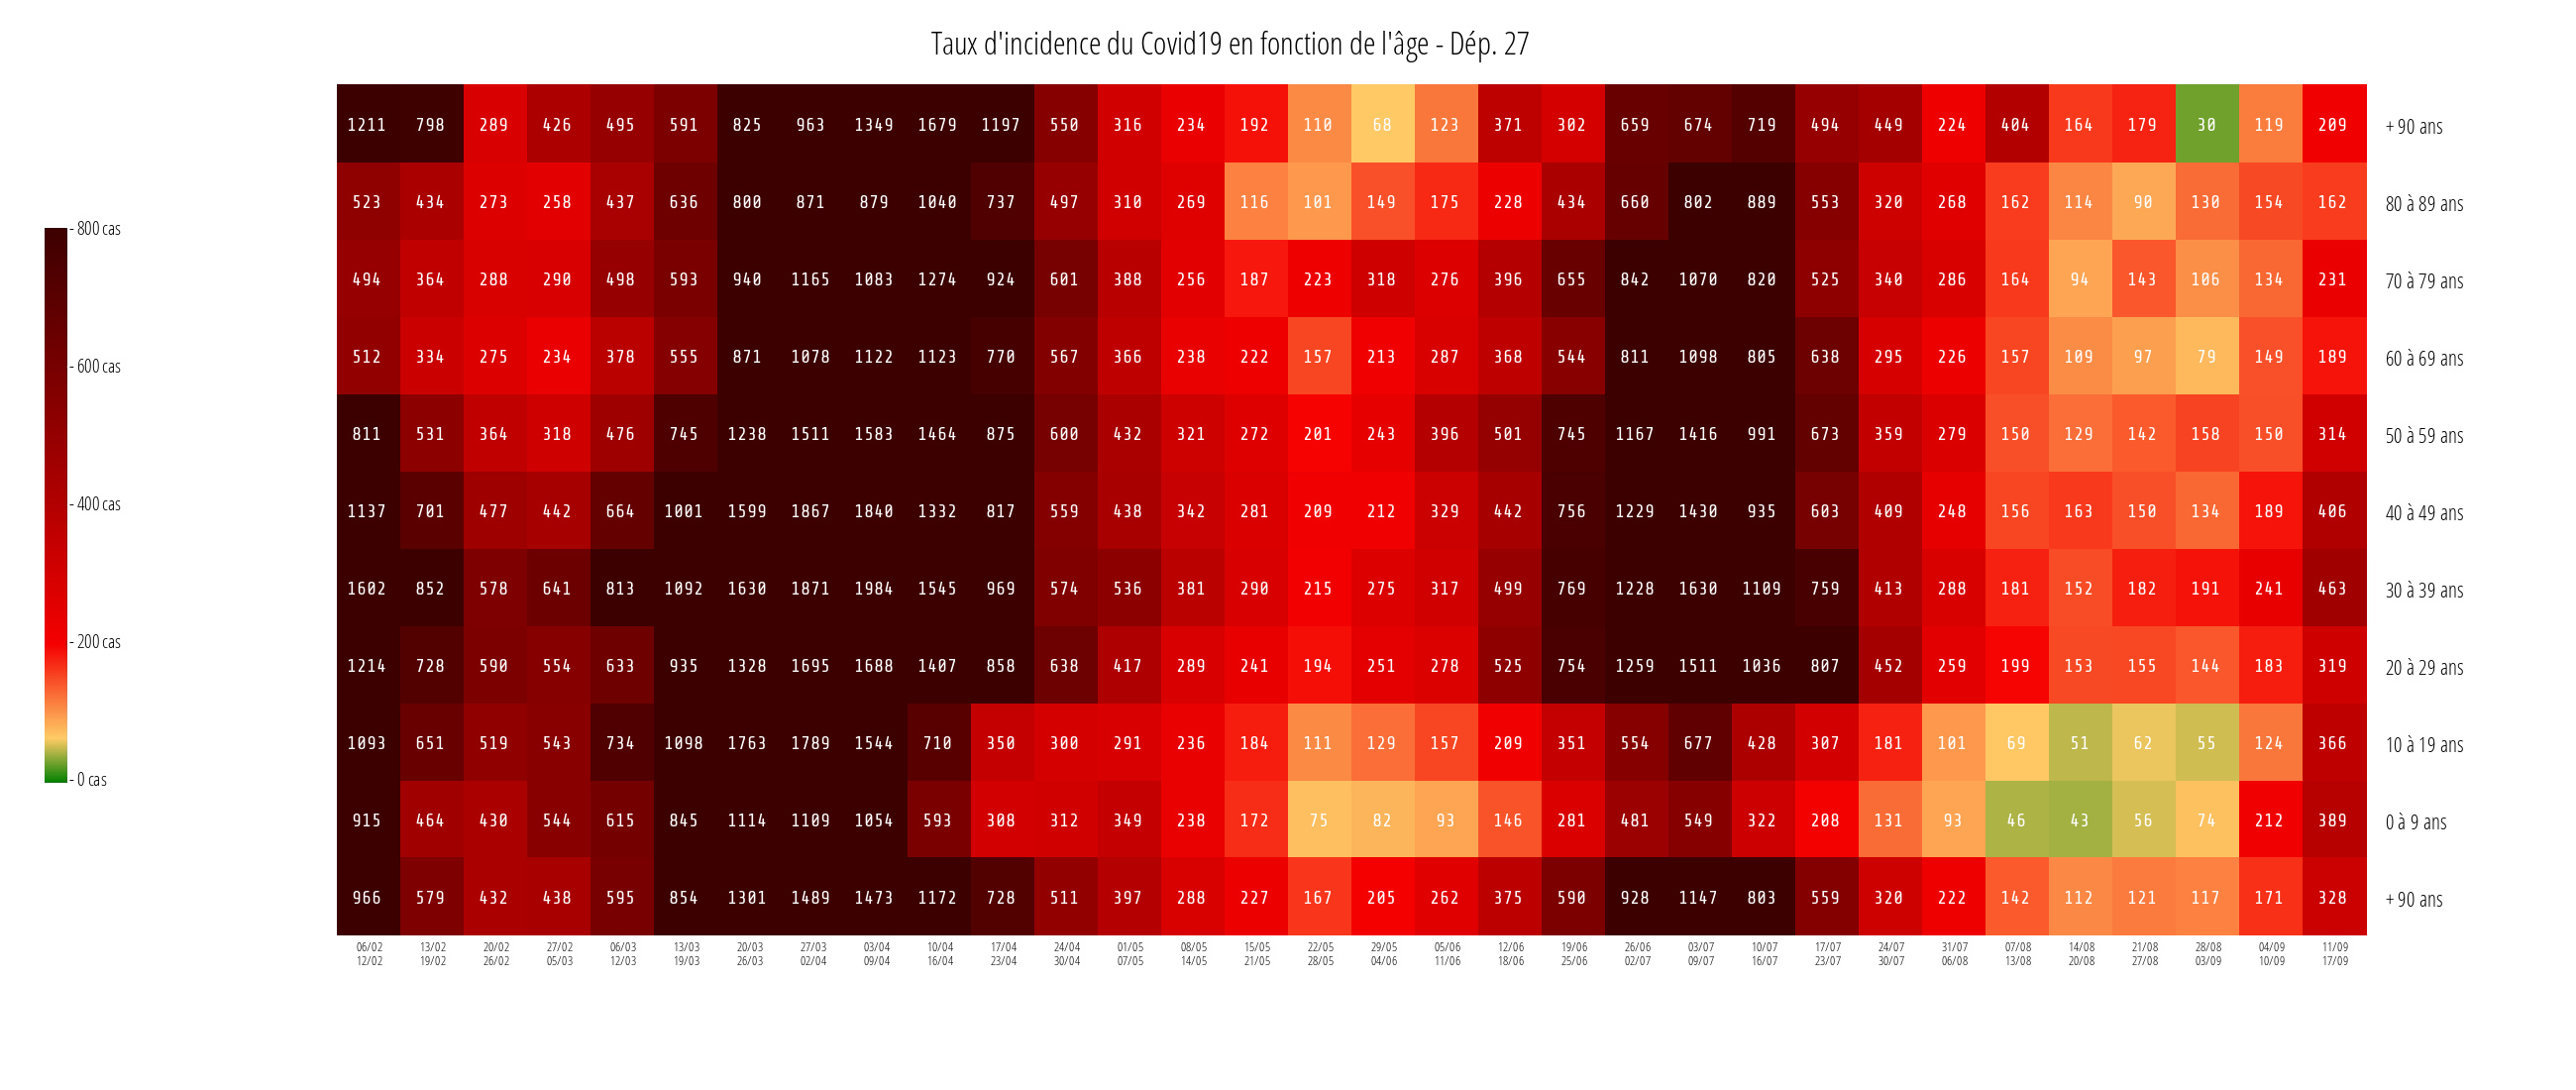 Taux d'incidence du Covid19 en fonction de l'âge - Dép. 27
- 800 cas
- 600 cas
- 400 cas
- 200 cas
- 0 cas
1211 798 289 426 495 591 825 963 1349 1679 1197 550 316 234 192 110 68 123 371 302 659 674 719 494 449 224 404 164 179 30 119 209 + 90 ans
523 434 273 258 437 636 800 871 879 1040 737 497 310 269 116 101 149 175 228 434 660 802 889 553 320 268 162 114 90 130 154 162 80 à 89 ans
494 364 288 290 498 593 940 1165 1083 1274 924 601 388 256 187 223 318 276 396 655 842 1070 820 525 340 286 164 94 143 106 134 231 70 à 79 ans
512 334 275 234 378 555 871 1078 1122 1123 770 567 366 238 222 157 213 287 368 544 811 1098 805 638 295 226 157 109 97 79 149 189 60 à 69 ans
811 531 364 318 476 745 1238 1511 1583 1464 875 600 432 321 272 201 243 396 501 745 1167 1416 991 673 359 279 150 129 142 158 150 314 50 à 59 ans
1137 701 477 442 664 1001 1599 1867 1840 1332 817 559 438 342 281 209 212 329 442 756 1229 1430 935 603 409 248 156 163 150 134 189 406 40 à 49 ans
1602 852 578 641 813 1092 1630 1871 1984 1545 969 574 536 381 290 215 275 317 499 769 1228 1630 1109 759 413 288 181 152 182 191 241 463 30 à 39 ans
1214 728 590 554 633 935 1328 1695 1688 1407 858 638 417 289 241 194 251 278 525 754 1259 1511 1036 807 452 259 199 153 155 144 183 319 20 à 29 ans
1093 651 519 543 734 1098 1763 1789 1544 710 350 300 291 236 184 111 129 157 209 351 554 677 428 307 181 101 69 51 62 55 124 366 10 à 19 ans
915 464 430 544 615 845 1114 1109 1054 593 308 312 349 238 172 75 82 93 146 281 481 549 322 208 131 93 46 43 56 74 212 389 0 à 9 ans
966 579 432 438 595 854 1301 1489 1473 1172 728 511 397 288 227 167 205 262 375 590 928 1147 803 559 320 222 142 112 121 117 171 328 + 90 ans
06/02 13/02 20/02 27/02 06/03 13/03 20/03 27/03 03/04 10/04 17/04 24/04 01/05 08/05 15/05 22/05 29/05 05/06 12/06 19/06 26/06 03/07 10/07 17/07 24/07 31/07 07/08 14/08 21/08 28/08 04/09 11/09
12/02 19/02 26/02 05/03 12/03 19/03 26/03 02/04 09/04 16/04 23/04 30/04 07/05 14/05 21/05 28/05 04/06 11/06 18/06 25/06 02/07 09/07 16/07 23/07 30/07 06/08 13/08 20/08 27/08 03/09 10/09 17/09